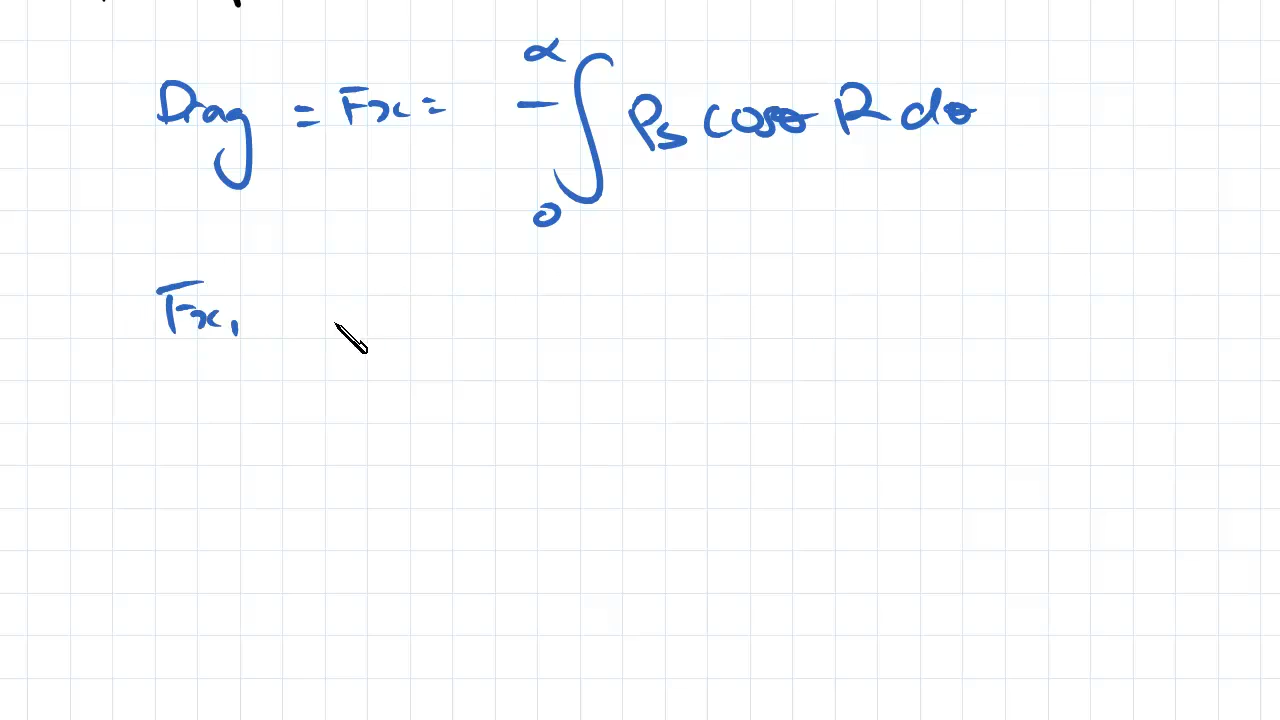 Drag = Fx = - ∫₀^α Ps cosθ R dθ
Fx,